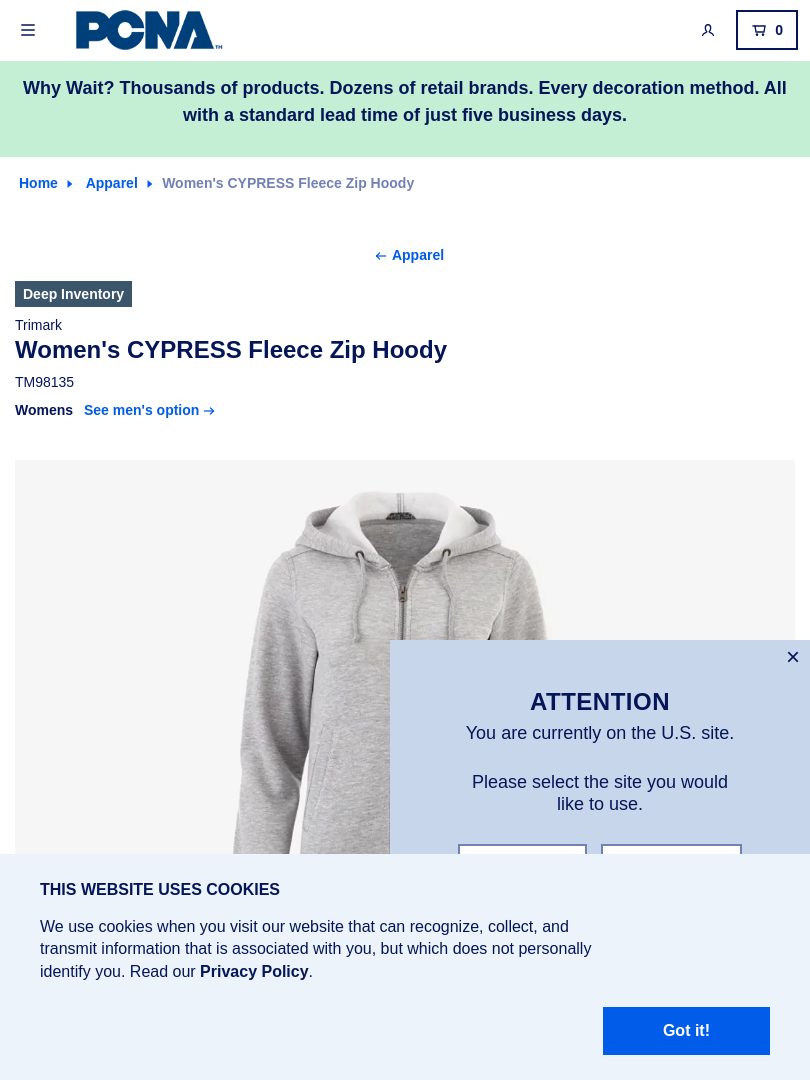 PCNA™
0
Why Wait? Thousands of products. Dozens of retail brands. Every decoration method. All
with a standard lead time of just five business days.
Home Apparel Women's CYPRESS Fleece Zip Hoody
Apparel
Deep Inventory
Trimark
Women's CYPRESS Fleece Zip Hoody
TM98135
Womens See men's option
ATTENTION
You are currently on the U.S. site.
Please select the site you would
like to use.
THIS WEBSITE USES COOKIES
We use cookies when you visit our website that can recognize, collect, and
transmit information that is associated with you, but which does not personally
identify you. Read our Privacy Policy.
Got it!